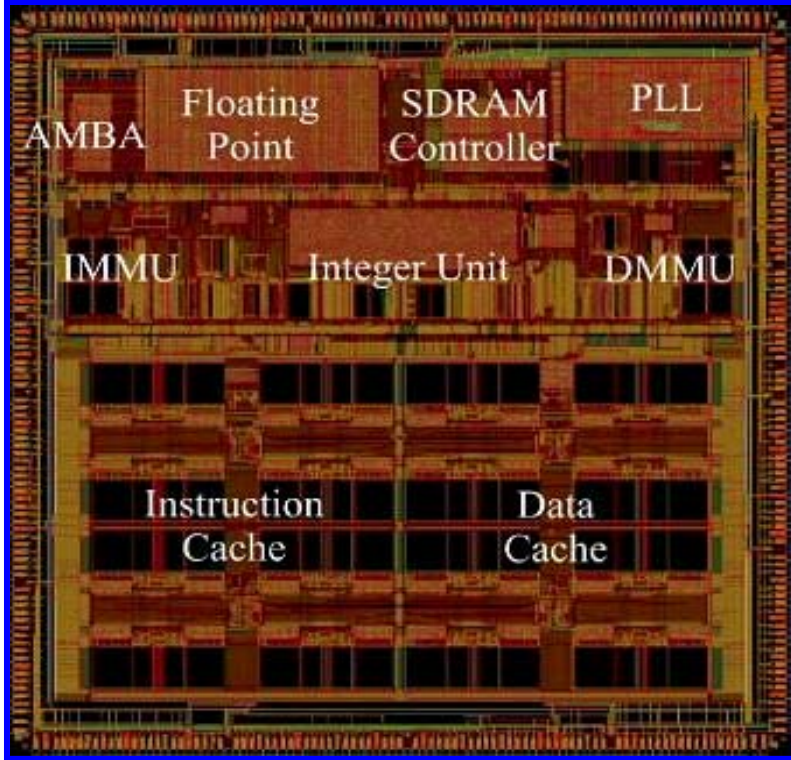 AMBA
Floating
Point
SDRAM
Controller
PLL
IMMU
Integer Unit
DMMU
Instruction
Cache
Data
Cache